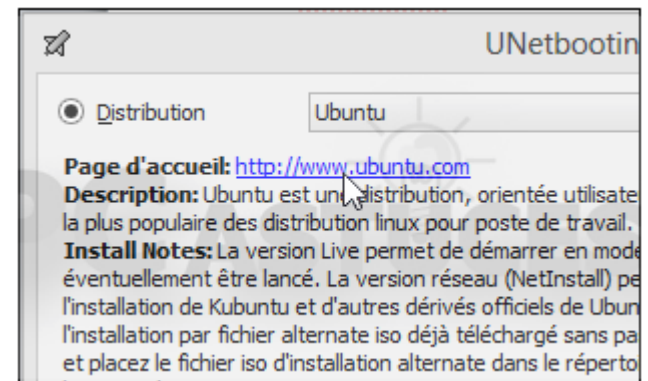 UNetbootin
Distribution
Ubuntu
Page d'accueil: http://www.ubuntu.com
Description: Ubuntu est une distribution, orientée utilisate
la plus populaire des distribution linux pour poste de travail.
Install Notes: La version Live permet de démarrer en mode
éventuellement être lancé. La version réseau (NetInstall) pe
l'installation de Kubuntu et d'autres dérivés officiels de Ubun
l'installation par fichier alternate iso déjà téléchargé sans pa
et placez le fichier iso d'installation alternate dans le réperto